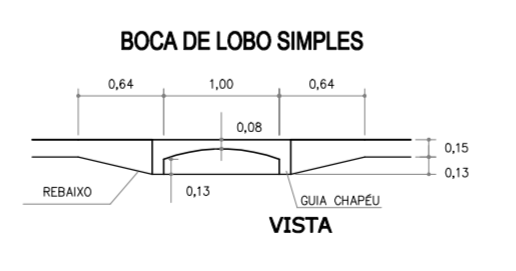 BOCA DE LOBO SIMPLES
0,64 1,00 0,64
0,08
0,15
0,13
REBAIXO
0,13
GUIA CHAPÉU
VISTA